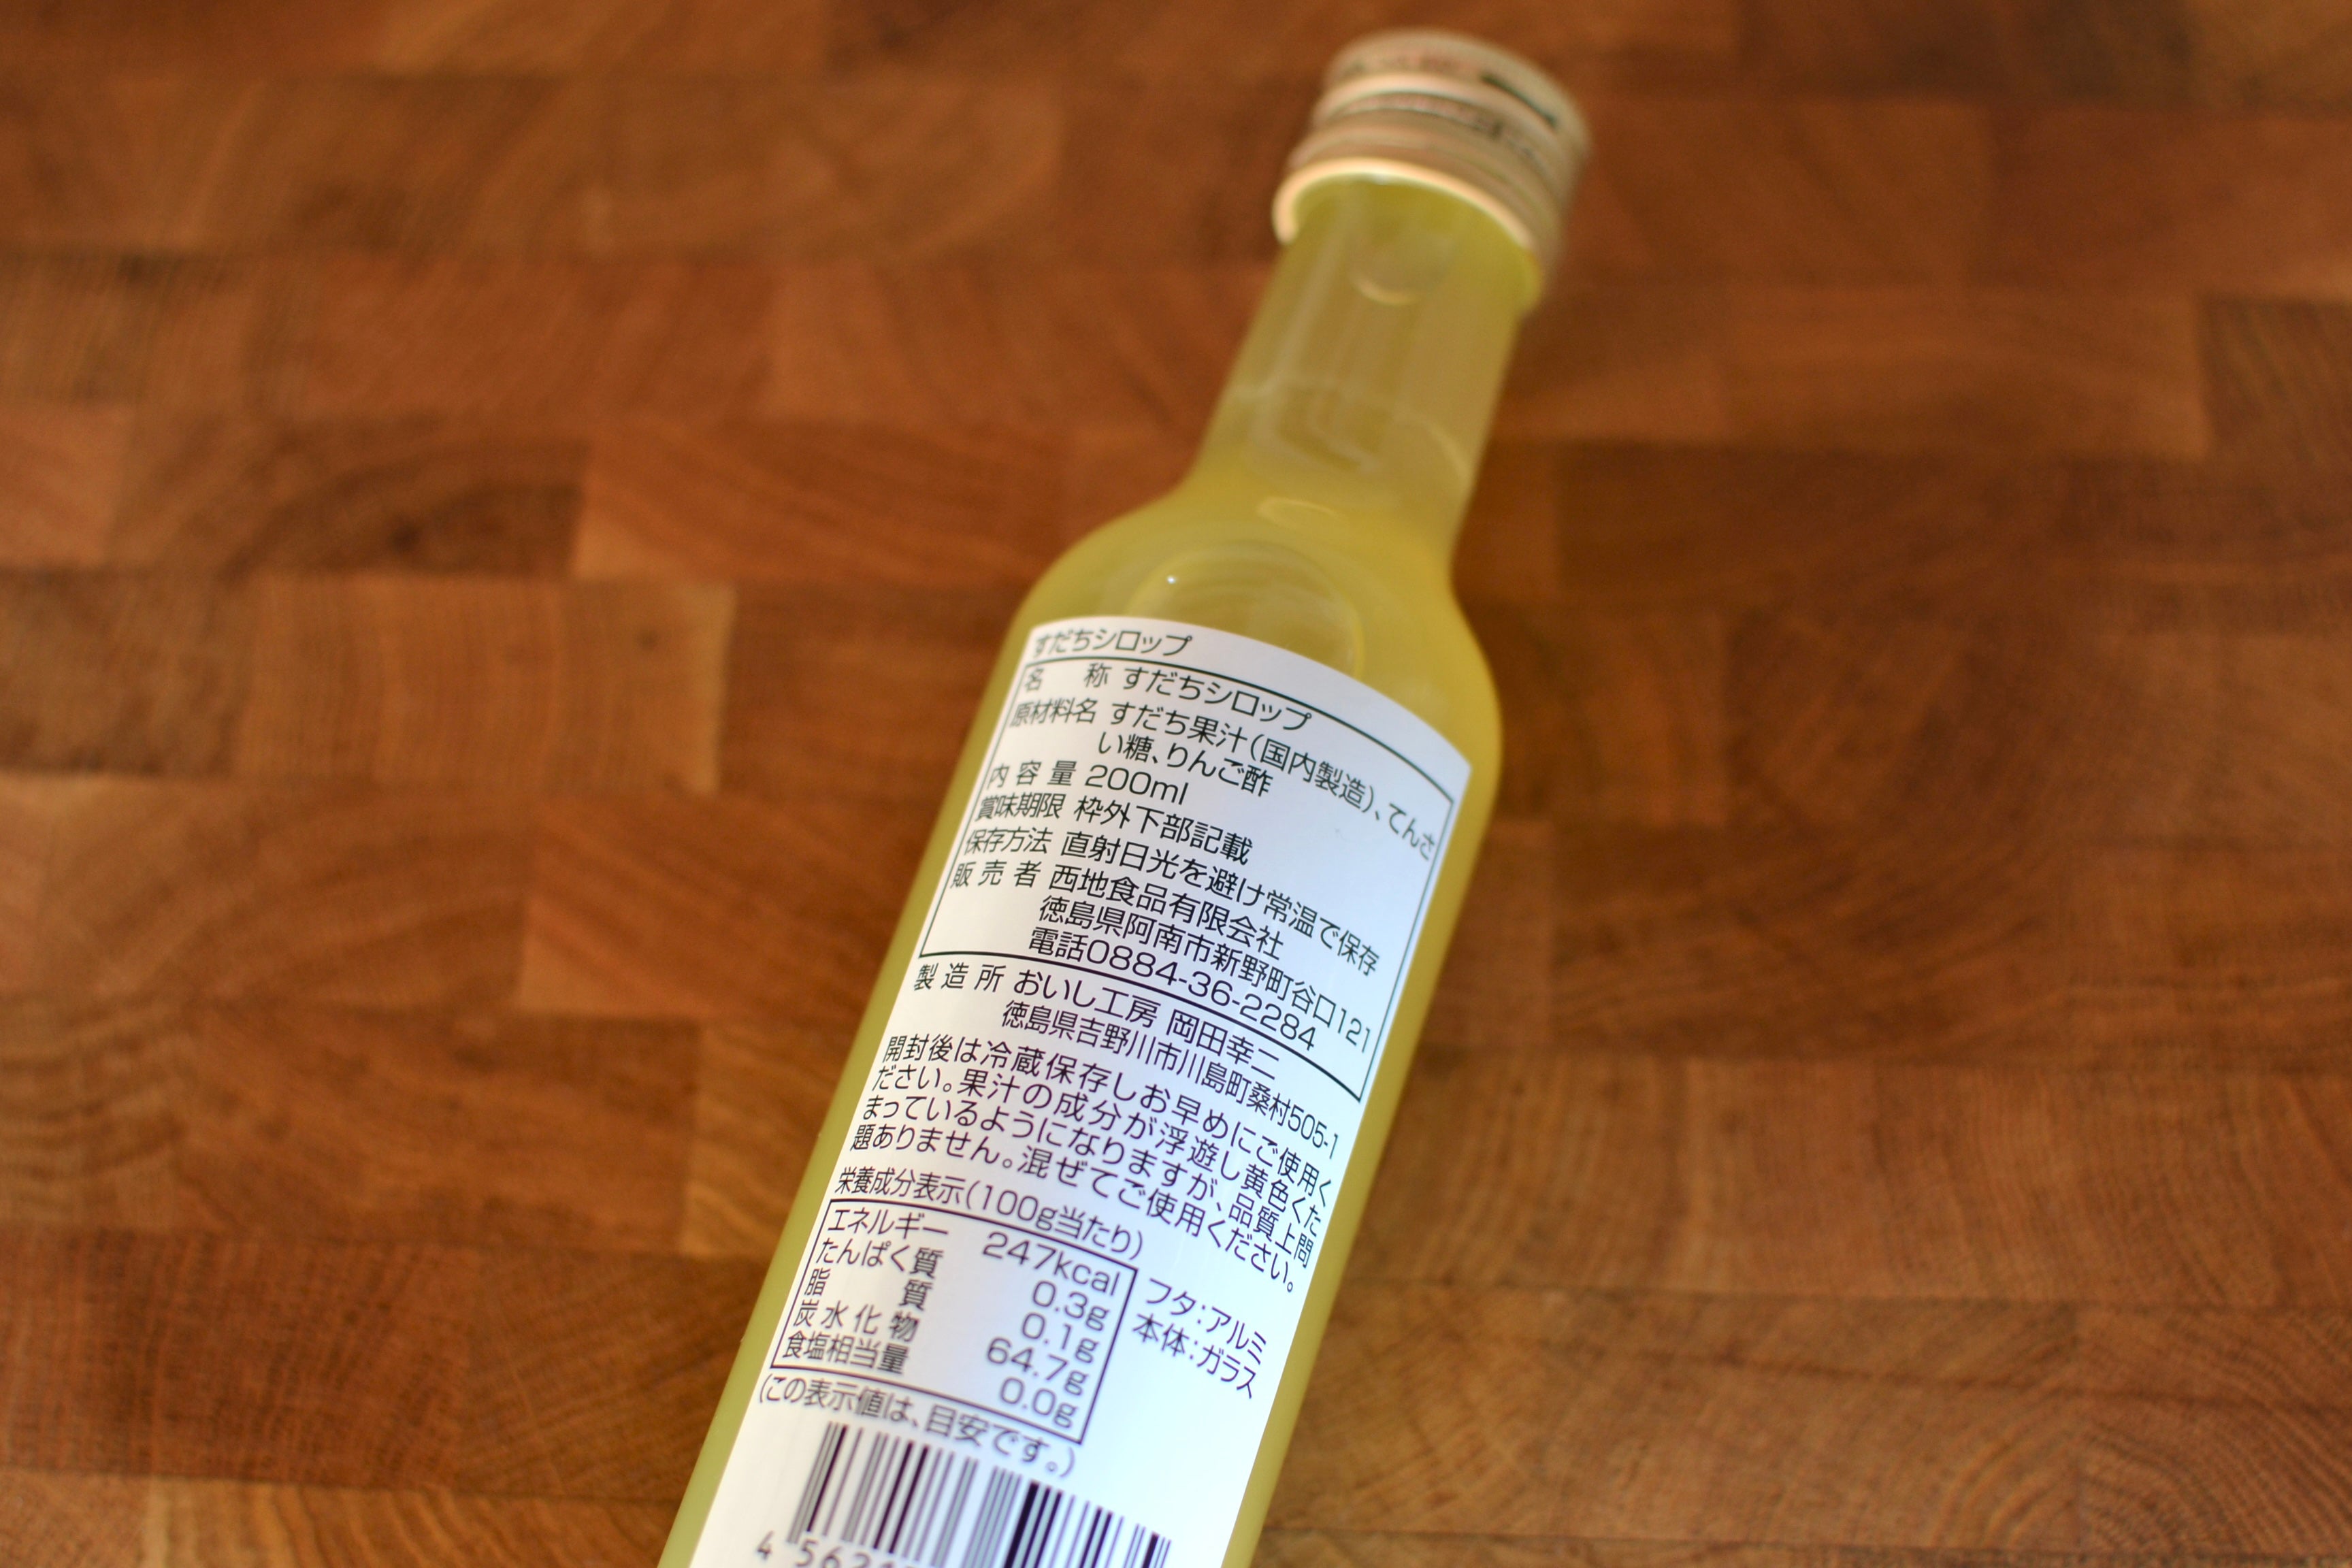 すだちシロップ
名 称 すだちシロップ
原材料名 すだち果汁(国内製造)、てんさ
い糖、りんご酢
内容量 200ml
賞味期限 枠外下部記載
保存方法 直射日光を避け常温で保存
販売者 西地食品有限会社
徳島県阿南市新野町谷口121
電話0884-36-2284
製造所 おいし工房 岡田幸二
徳島県吉野川市川島町桑村505-1
開封後は冷蔵保存しお早めにご使用く
ださい。果汁の成分が浮遊し黄色くた
まっているようになりますが、品質上問
題ありません。混ぜてご使用ください。
栄養成分表示(100g当たり)
エネルギー 247kcal
たんぱく質 0.3g
脂質 0.1g
炭水化物 64.7g
食塩相当量 0.0g
フタ:アルミ
本体:ガラス
(この表示値は、目安です。)